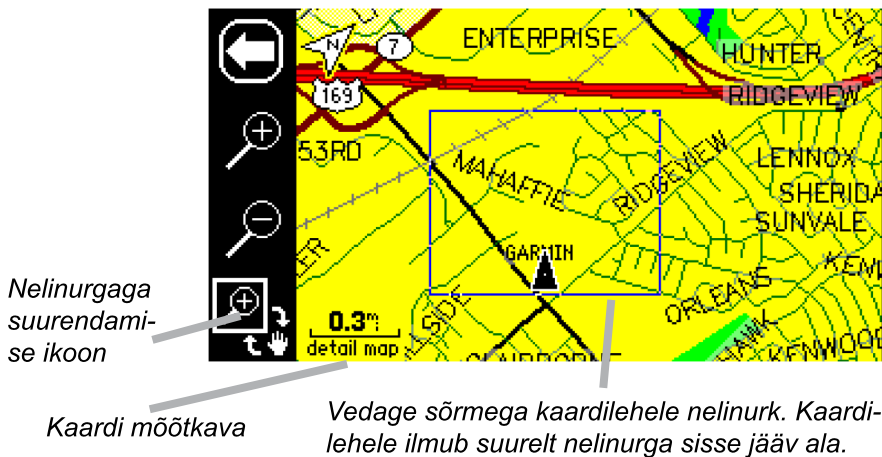 N
7
ENTERPRISE
HUNTER
169
RIDGEVIEW
53RD
MAHAFFIE
RIDGEVIEW
LENNOX
SHERIDA
SUNVALE
GARMIN
ORLEANS
KENWOOD
0.3m
detail map
Nelinurgaga
suurendami-
se ikoon
Kaardi mõõtkava
Vedage sõrmega kaardilehele nelinurk. Kaardi-
lehele ilmub suurelt nelinurga sisse jääv ala.